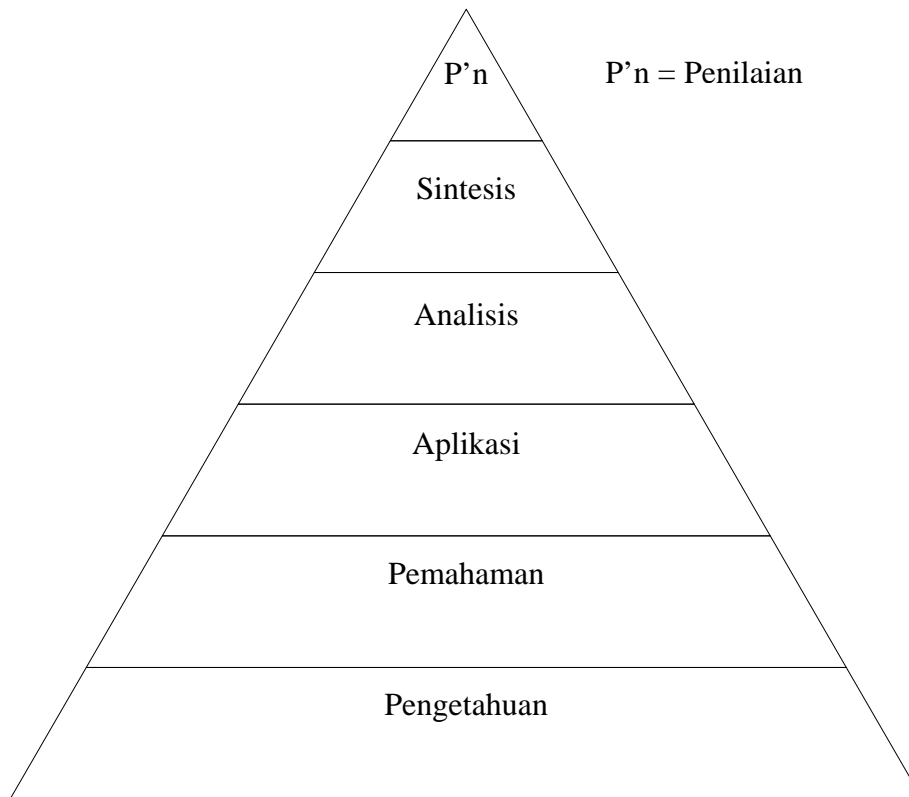 P’n
P’n = Penilaian
Sintesis
Analisis
Aplikasi
Pemahaman
Pengetahuan